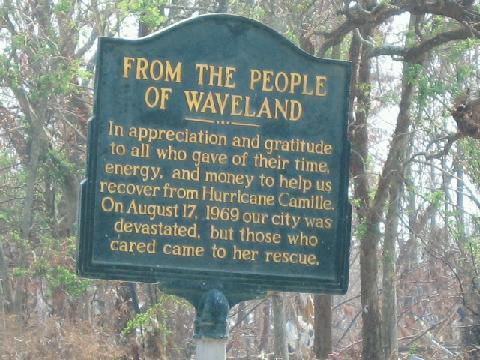 FROM THE PEOPLE
OF WAVELAND
In appreciation and gratitude
to all who gave of their time,
energy, and money to help us
recover from Hurricane Camille.
On August 17, 1969 our city was
devastated, but those who
cared came to her rescue.